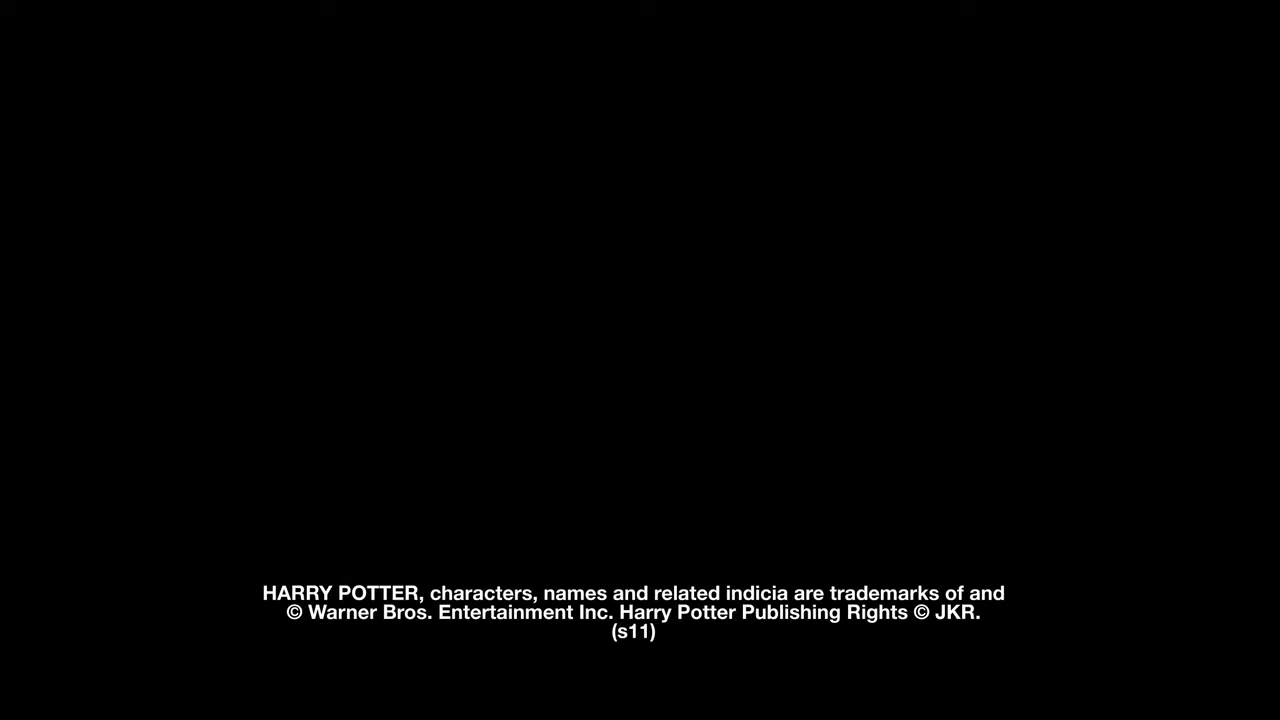 HARRY POTTER, characters, names and related indicia are trademarks of and
© Warner Bros. Entertainment Inc. Harry Potter Publishing Rights © JKR.
(s11)